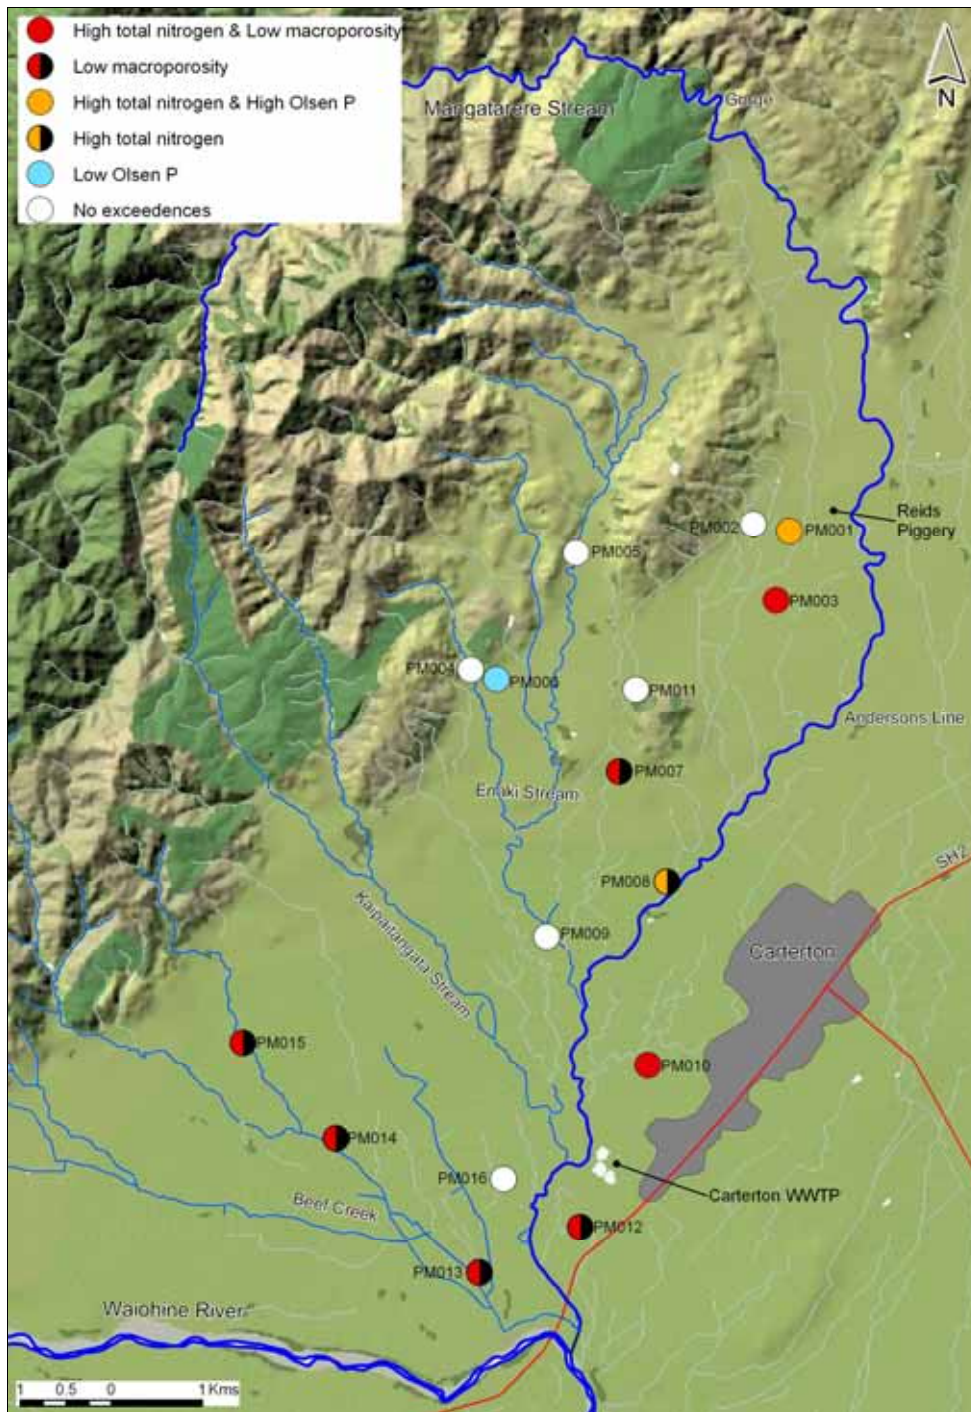 High total nitrogen & Low macroporosity
Low macroporosity
High total nitrogen & High Olsen P
High total nitrogen
Low Olsen P
No exceedences
N
Mangatarere Stream
Gorge
Reids
Piggery
PM002
PM001
PM005
PM003
PM004
PM006
PM011
Andersons Line
PM007
Enaki Stream
SH2
PM008
Kaipaitangata Stream
PM009
Carterton
PM015
PM010
PM014
PM016
Carterton WWTP
Beef Creek
PM012
PM013
Waiohine River
1 0.5 0 1 Kms